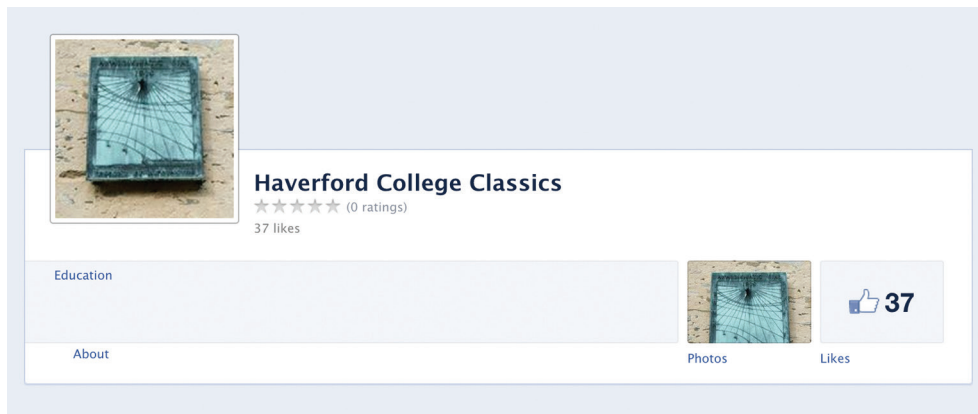 Haverford College Classics
(0 ratings)
37 likes
Education
37
About
Photos
Likes